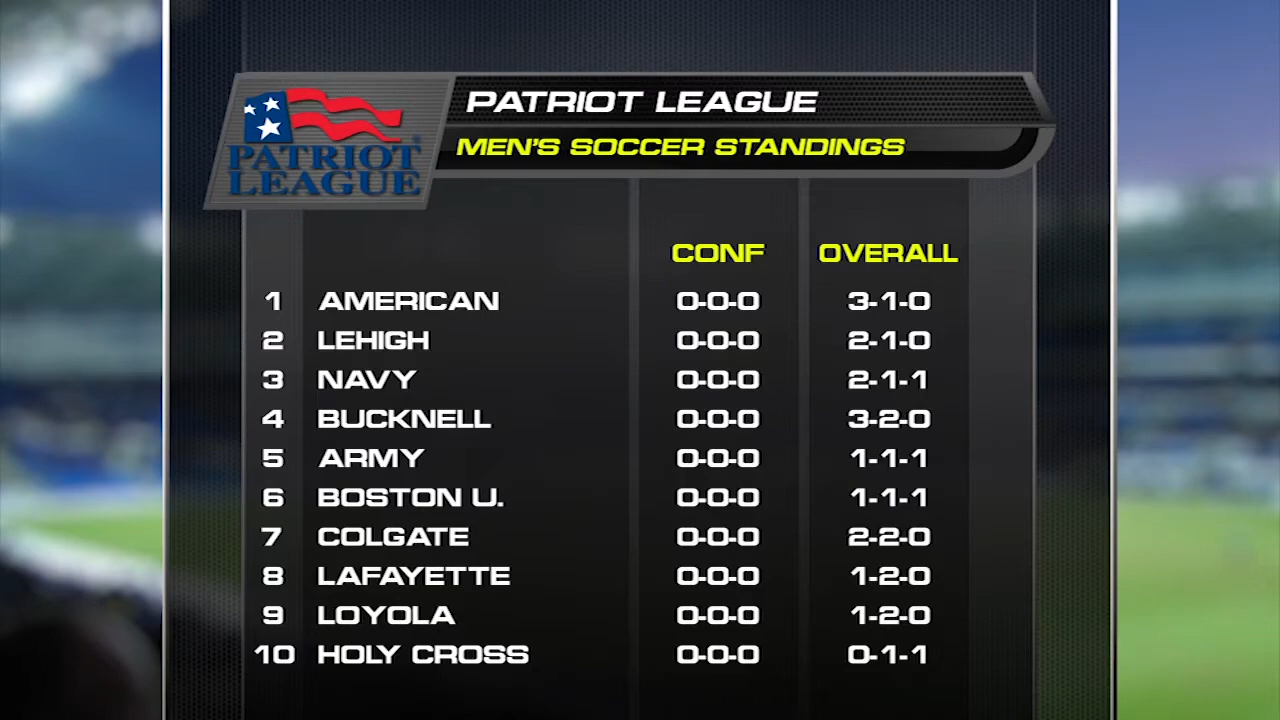 PATRIOT LEAGUE
MEN'S SOCCER STANDINGS
PATRIOT
LEAGUE
CONF OVERALL
1 AMERICAN 0-0-0 3-1-0
2 LEHIGH 0-0-0 2-1-0
3 NAVY 0-0-0 2-1-1
4 BUCKNELL 0-0-0 3-2-0
5 ARMY 0-0-0 1-1-1
6 BOSTON U. 0-0-0 1-1-1
7 COLGATE 0-0-0 2-2-0
8 LAFAYETTE 0-0-0 1-2-0
9 LOYOLA 0-0-0 1-2-0
10 HOLY CROSS 0-0-0 0-1-1